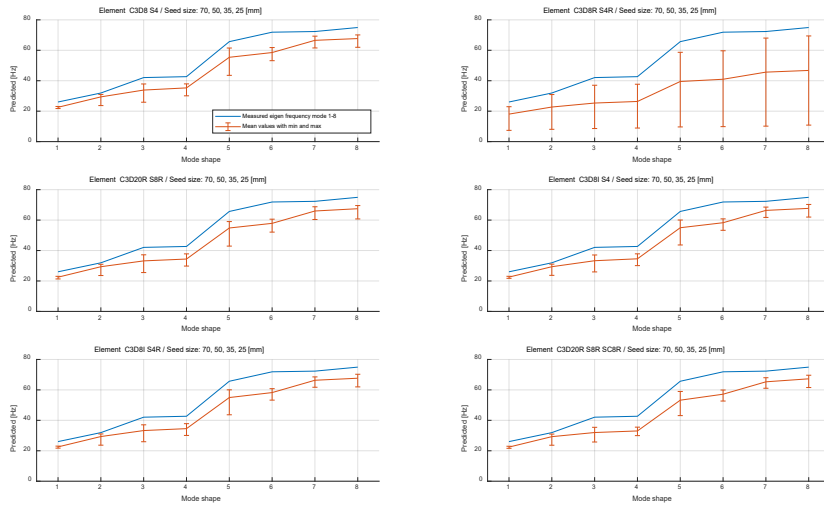 Element C3D8 S4 / Seed size: 70, 50, 35, 25 [mm]
80
60
40
20
0
Predicted [Hz]
1 2 3 4 5 6 7 8
Mode shape
Measured eigen frequency mode 1-8
Mean values with min and max
Element C3D8R S4R / Seed size: 70, 50, 35, 25 [mm]
80
60
40
20
0
Predicted [Hz]
1 2 3 4 5 6 7 8
Mode shape
Element C3D20R S8R / Seed size: 70, 50, 35, 25 [mm]
80
60
40
20
0
Predicted [Hz]
1 2 3 4 5 6 7 8
Mode shape
Element C3D8I S4 / Seed size: 70, 50, 35, 25 [mm]
80
60
40
20
0
Predicted [Hz]
1 2 3 4 5 6 7 8
Mode shape
Element C3D8I S4R / Seed size: 70, 50, 35, 25 [mm]
80
60
40
20
0
Predicted [Hz]
1 2 3 4 5 6 7 8
Mode shape
Element C3D20R S8R SC8R / Seed size: 70, 50, 35, 25 [mm]
80
60
40
20
0
Predicted [Hz]
1 2 3 4 5 6 7 8
Mode shape